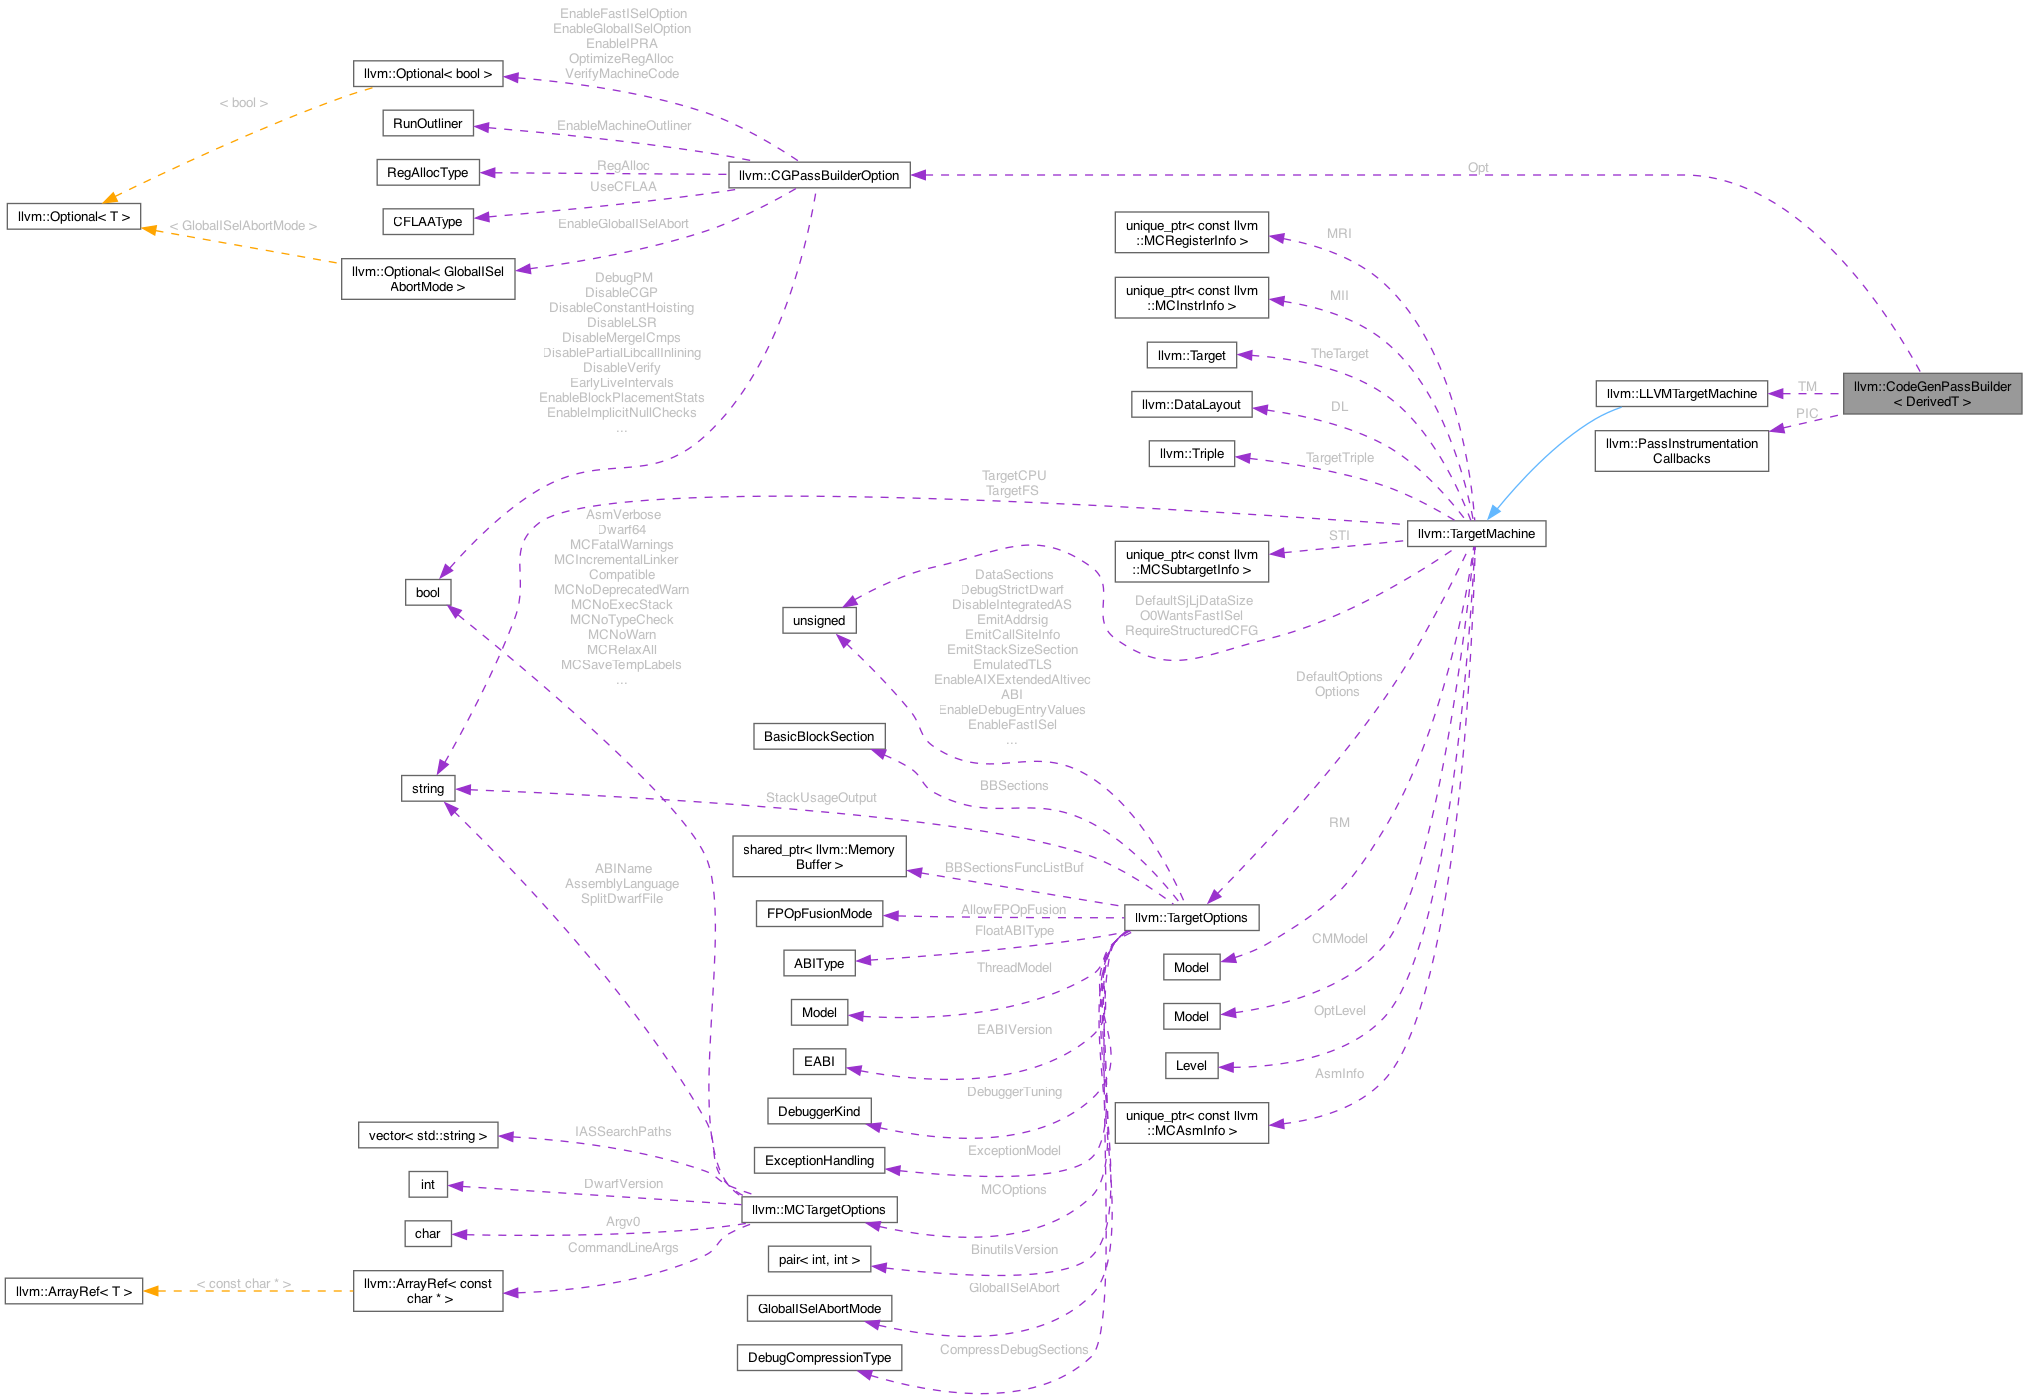 EnableFastISelOption
EnableGlobalISelOption
EnableIPRA
OptimizeRegAlloc
VerifyMachineCode
llvm::Optional< bool >
< bool >
RunOutliner
EnableMachineOutliner
RegAllocType
RegAlloc
llvm::CGPassBuilderOption
Opt
UseCFLAA
CFLAAType
llvm::Optional< T >
< GlobalISelAbortMode >
EnableGlobalISelAbort
llvm::Optional< GlobalISel
AbortMode >
DebugPM
DisableCGP
DisableConstantHoisting
DisableLSR
DisableMergeICmps
DisablePartialLibcallInlining
DisableVerify
EarlyLiveIntervals
EnableBlockPlacementStats
EnableImplicitNullChecks
...
unique_ptr< const llvm
::MCRegisterInfo >
MRI
unique_ptr< const llvm
::MCInstrInfo >
MII
llvm::Target
TheTarget
llvm::DataLayout
DL
llvm::Triple
TargetTriple
llvm::LLVMTargetMachine
TM
llvm::CodeGenPassBuilder
< DerivedT >
PIC
llvm::PassInstrumentation
Callbacks
TargetCPU
TargetFS
llvm::TargetMachine
STI
unique_ptr< const llvm
::MCSubtargetInfo >
AsmVerbose
Dwarf64
MCFatalWarnings
MCIncrementalLinker
Compatible
MCNoDeprecatedWarn
MCNoExecStack
MCNoTypeCheck
MCNoWarn
MCRelaxAll
MCSaveTempLabels
...
bool
unsigned
DataSections
DebugStrictDwarf
DisableIntegratedAS
EmitAddrsig
EmitCallSiteInfo
EmitStackSizeSection
EmulatedTLS
EnableAIXExtendedAltivec
ABI
EnableDebugEntryValues
EnableFastISel
...
DefaultSjLjDataSize
O0WantsFastISel
RequireStructuredCFG
DefaultOptions
Options
BasicBlockSection
BBSections
string
StackUsageOutput
RM
shared_ptr< llvm::Memory
Buffer >
BBSectionsFuncListBuf
ABIName
AssemblyLanguage
SplitDwarfFile
FPOpFusionMode
AllowFPOpFusion
llvm::TargetOptions
FloatABIType
ABIType
CMModel
Model
ThreadModel
Model
Model
OptLevel
EABIVersion
EABI
Level
AsmInfo
DebuggerTuning
DebuggerKind
unique_ptr< const llvm
::MCAsmInfo >
vector< std::string >
IASSearchPaths
ExceptionHandling
ExceptionModel
int
DwarfVersion
MCOptions
llvm::MCTargetOptions
char
Argv0
CommandLineArgs
pair< int, int >
BinutilsVersion
llvm::ArrayRef< T >
< const char * >
llvm::ArrayRef< const
char * >
GlobalISelAbort
GlobalISelAbortMode
CompressDebugSections
DebugCompressionType